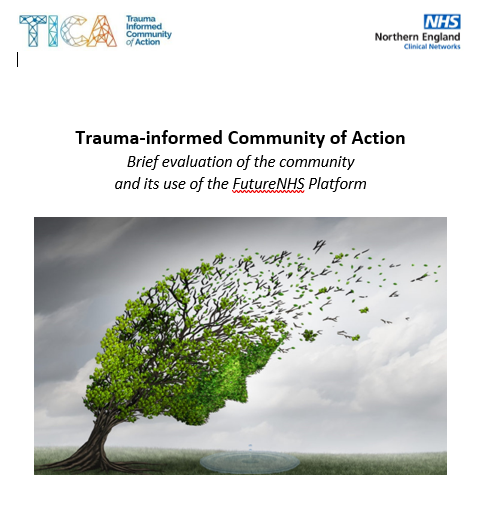 TICA
Trauma
Informed
Community
of Action
NHS
Northern England
Clinical Networks
Trauma-informed Community of Action
Brief evaluation of the community
and its use of the FutureNHS Platform